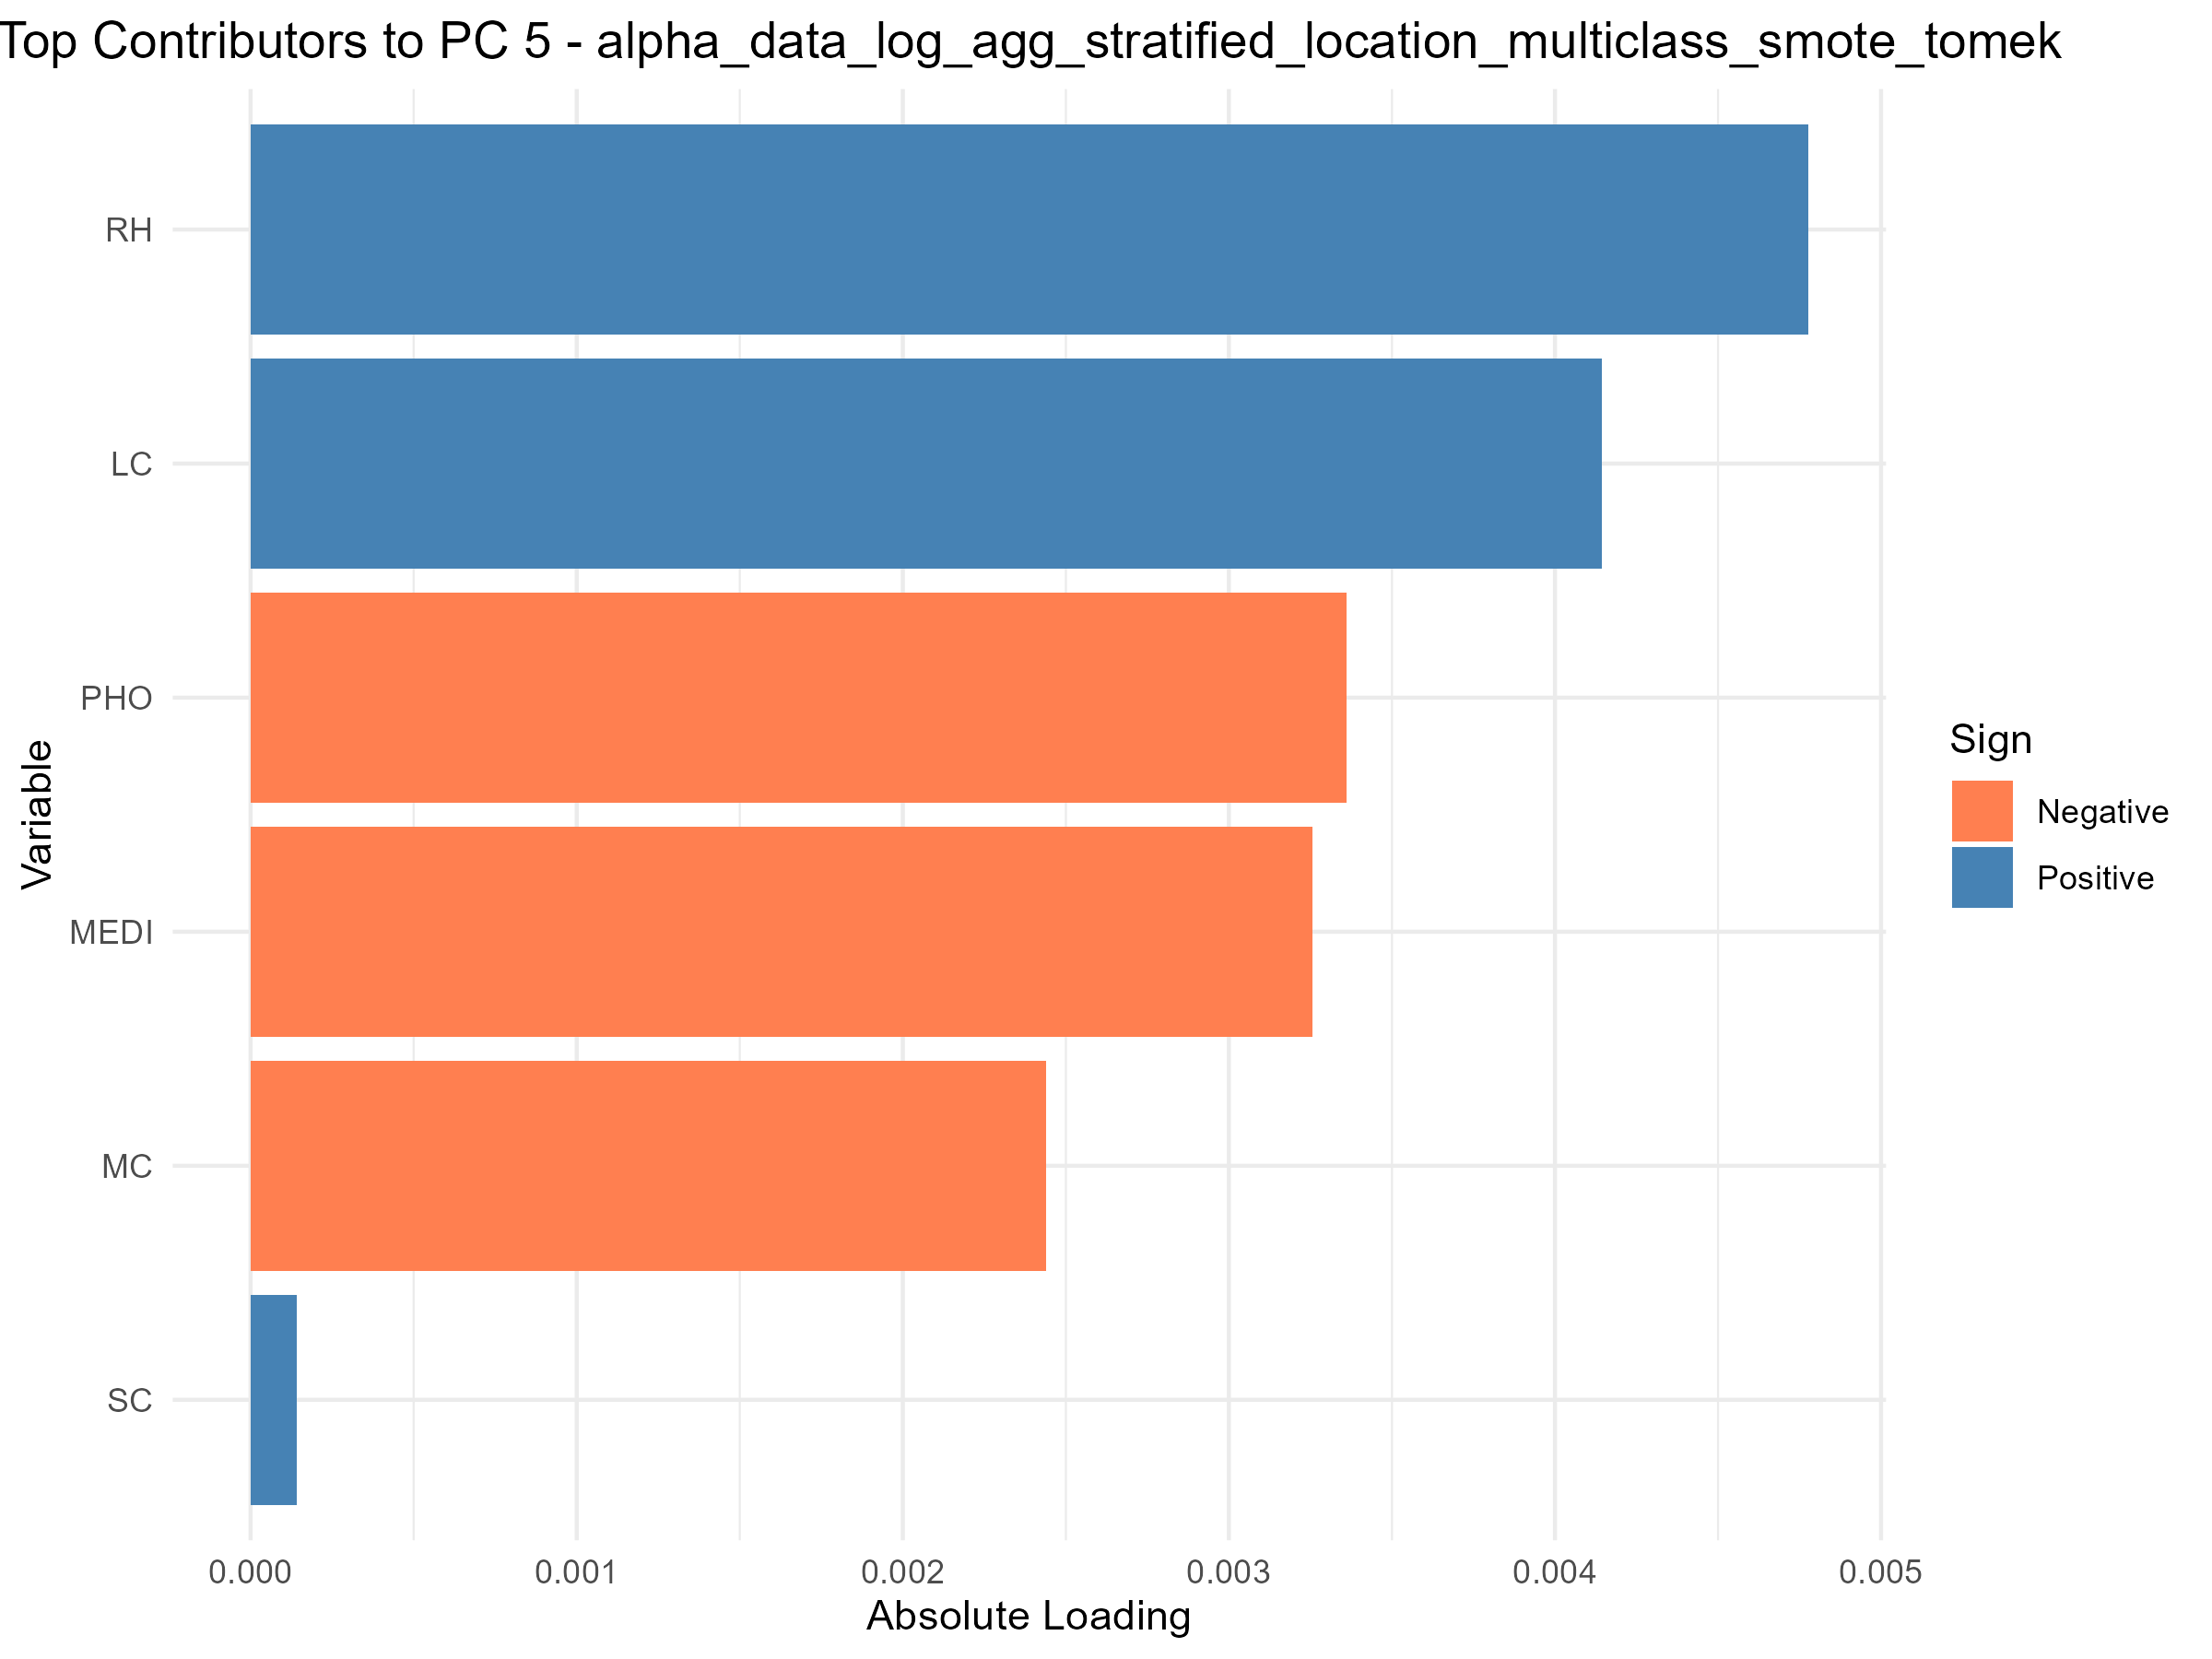 Top Contributors to PC 5 - alpha_data_log_agg_stratified_location_multiclass_smote_tomek
RH
LC
PHO
MEDI
MC
SC
Variable
0.000 0.001 0.002 0.003 0.004 0.005
Absolute Loading
Sign
Negative
Positive